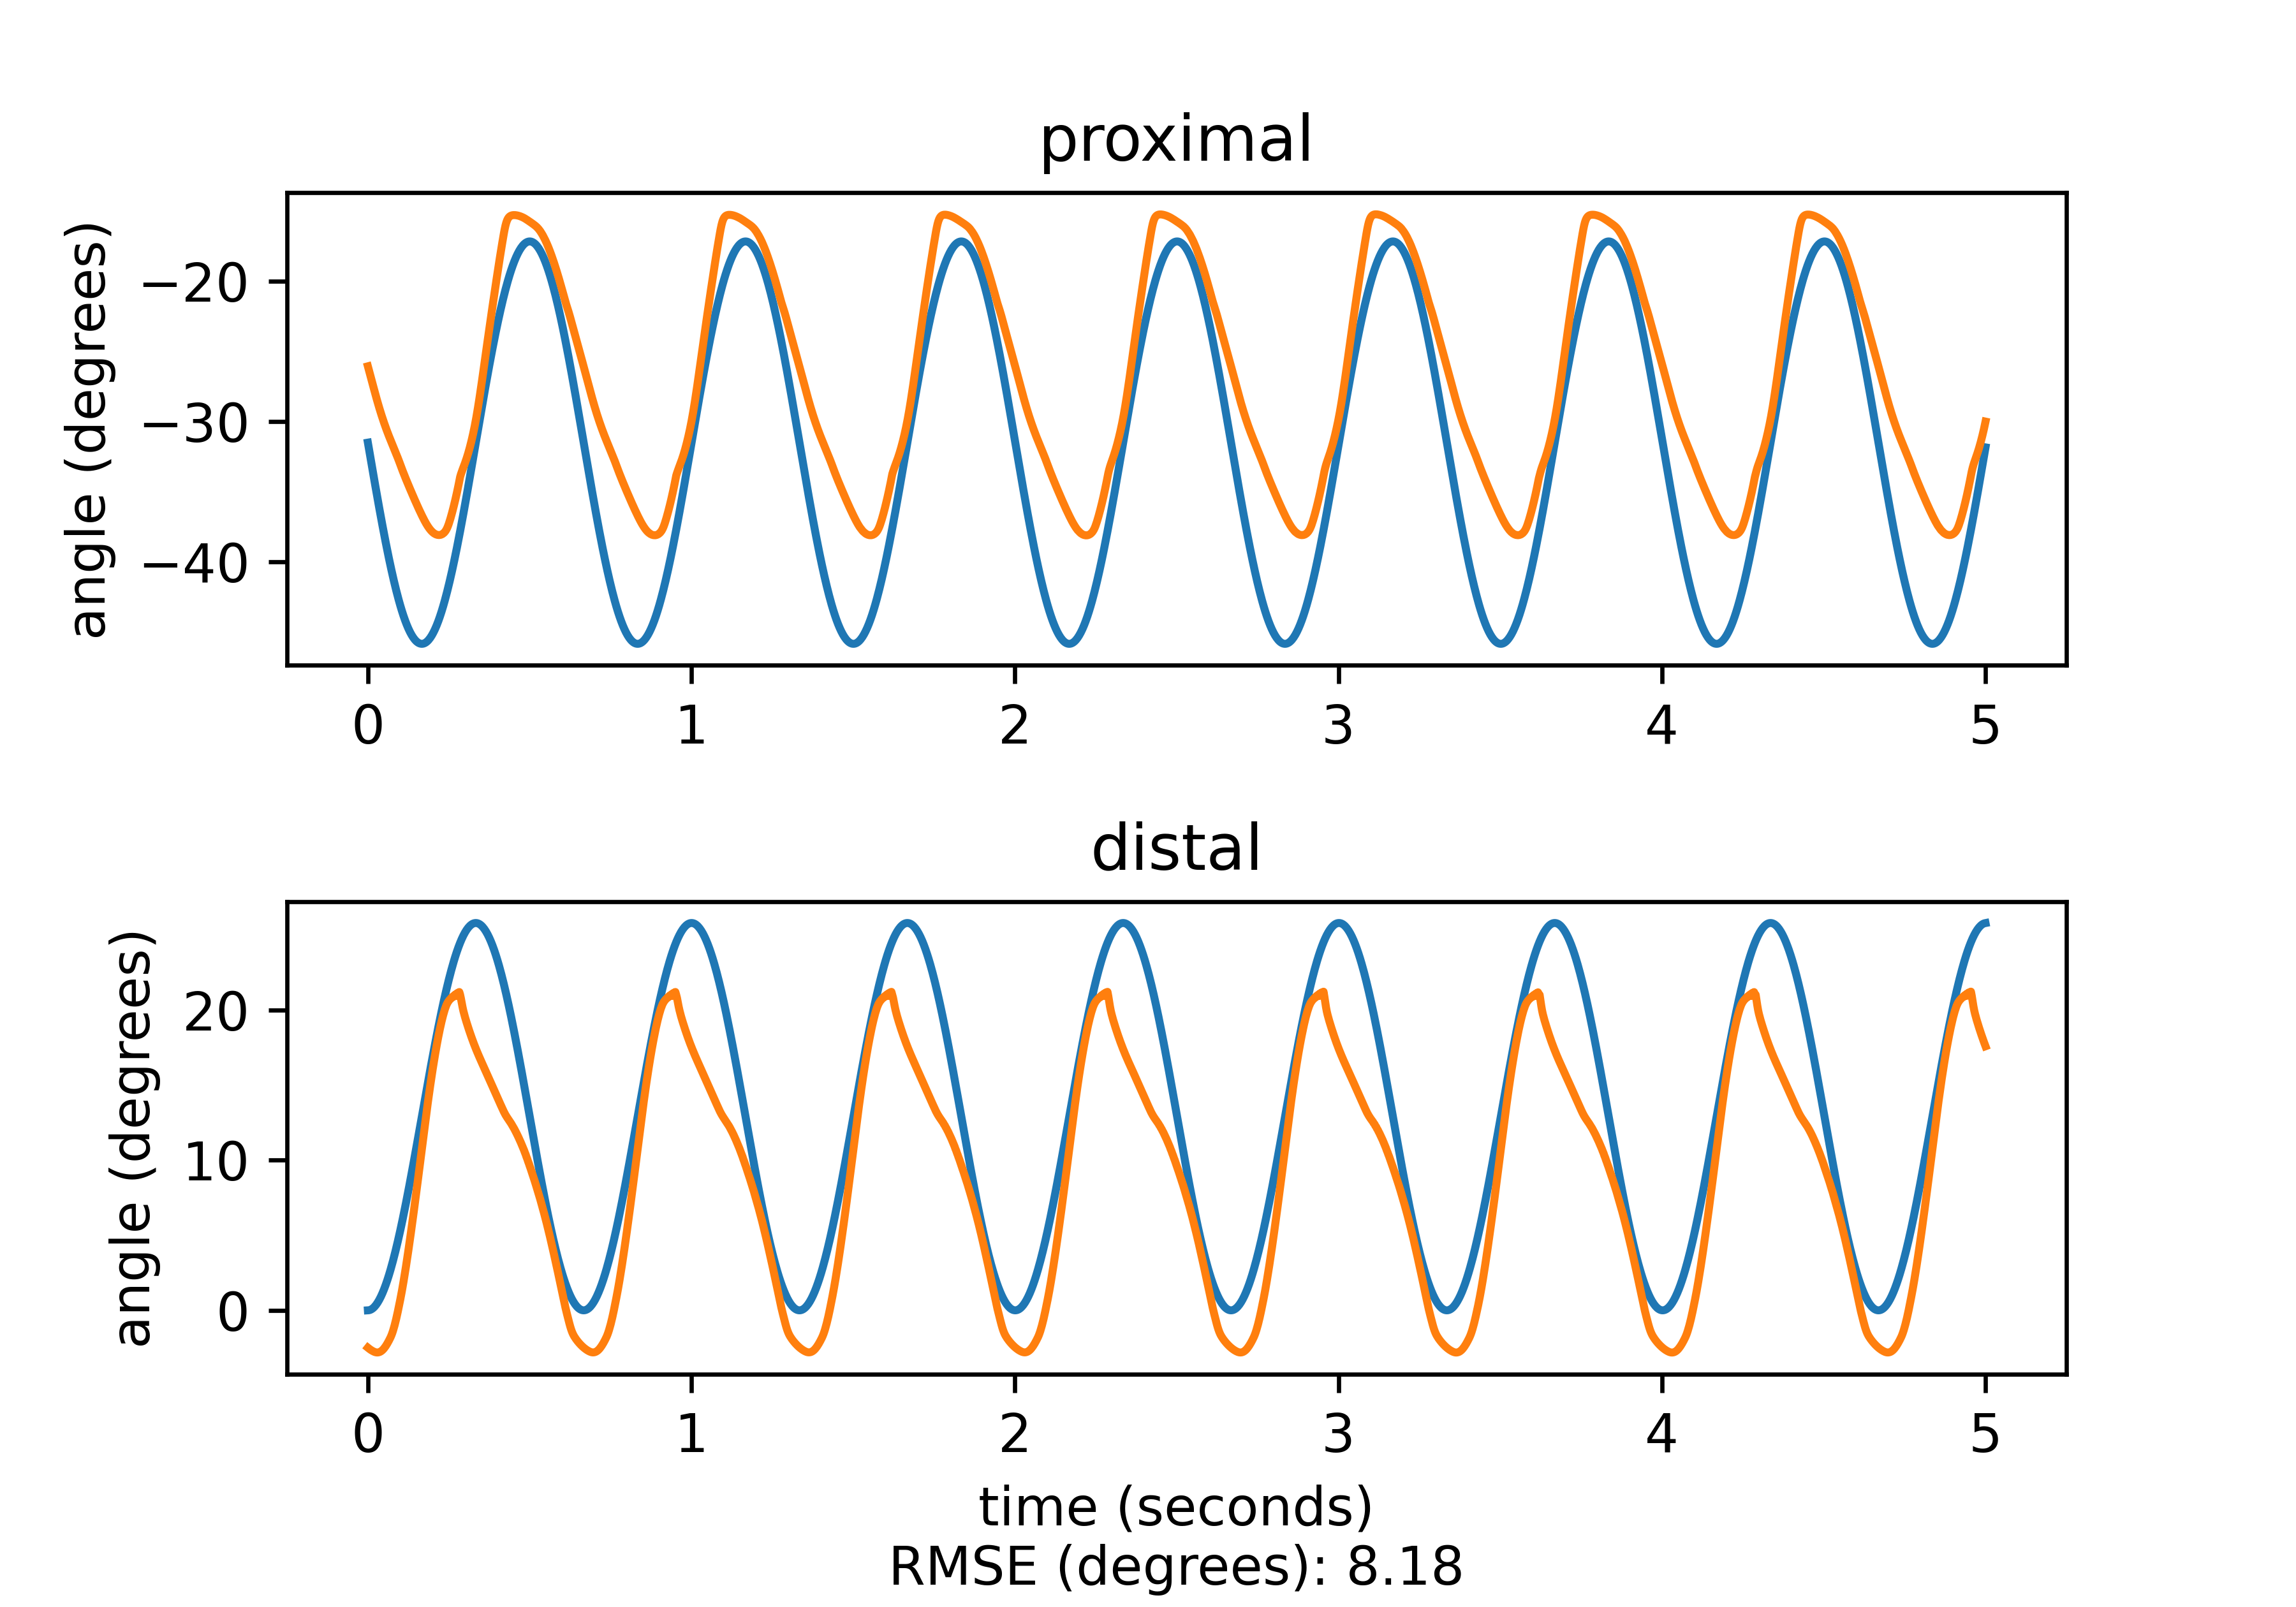 proximal
angle (degrees)
−20
−30
−40
0 1 2 3 4 5
distal
angle (degrees)
20
10
0
0 1 2 3 4 5
time (seconds)
RMSE (degrees): 8.18